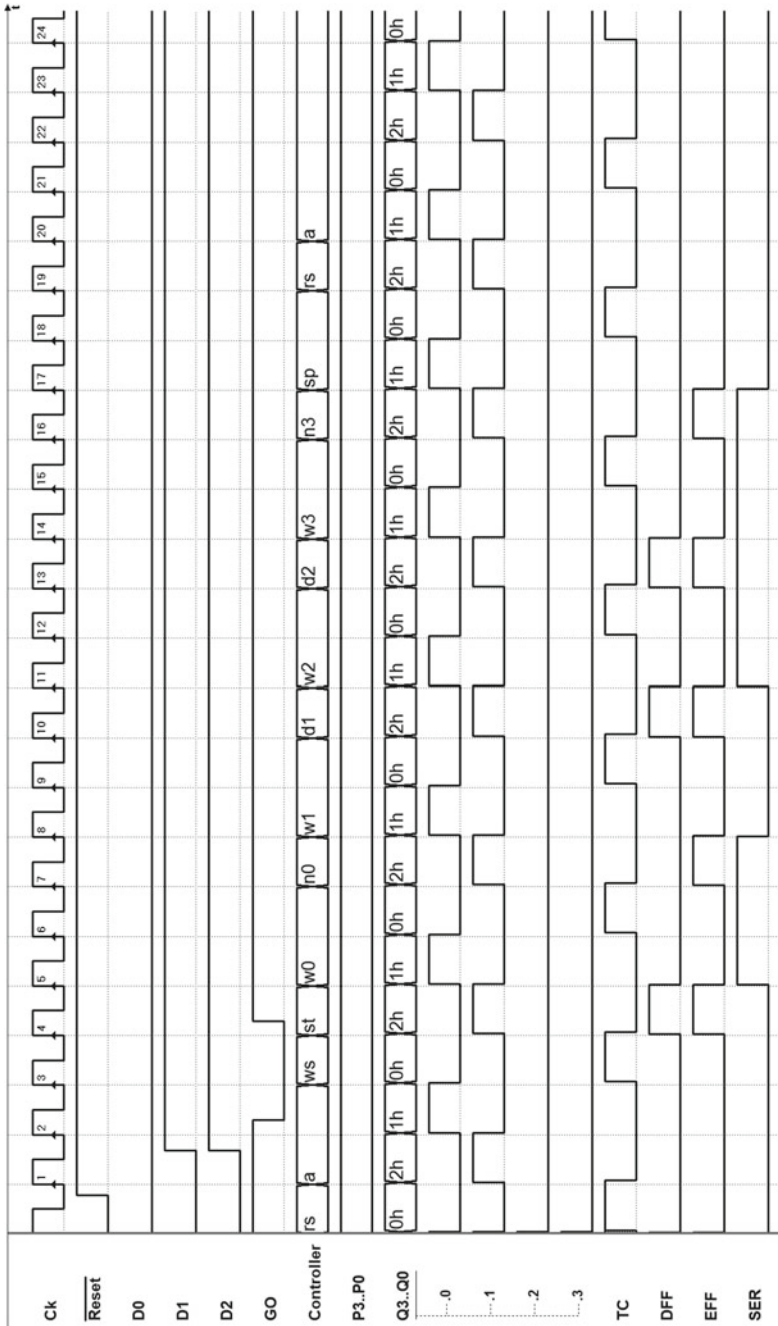 t
Ck 1 2 3 4 5 6 7 8 9 10 11 12 13 14 15 16 17 18 19 20 21 22 23 24
Reset
D0
D1
D2
GO
Controller rs a ws st w0 n0 w1 d1 w2 d2 w3 n3 sp rs a
P3..P0
Q3..Q0 0h 2h 1h 0h 2h 1h 0h 2h 1h 0h 2h 1h 0h 2h 1h 0h 2h 1h 0h 2h 1h 0h 2h 1h 0h
.0
.1
.2
.3
TC
DFF
EFF
SER